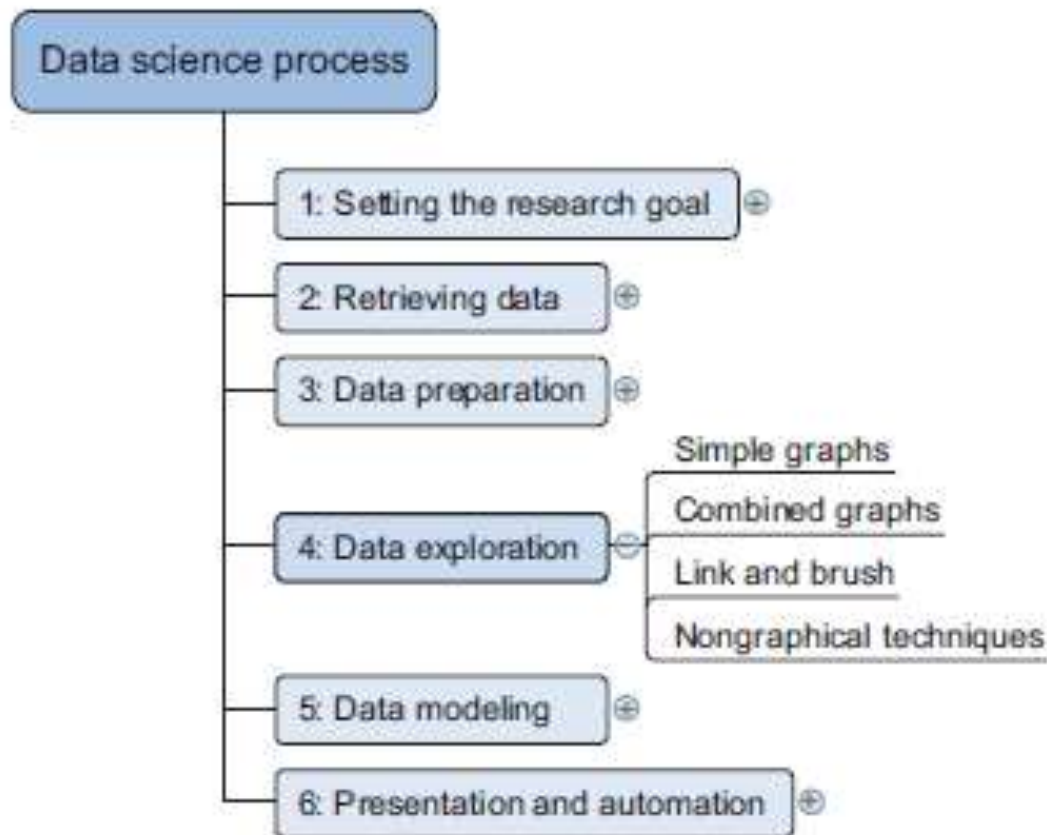 Data science process
1: Setting the research goal
2: Retrieving data
3: Data preparation
Simple graphs
Combined graphs
4: Data exploration
Link and brush
Nongraphical techniques
5: Data modeling
6: Presentation and automation